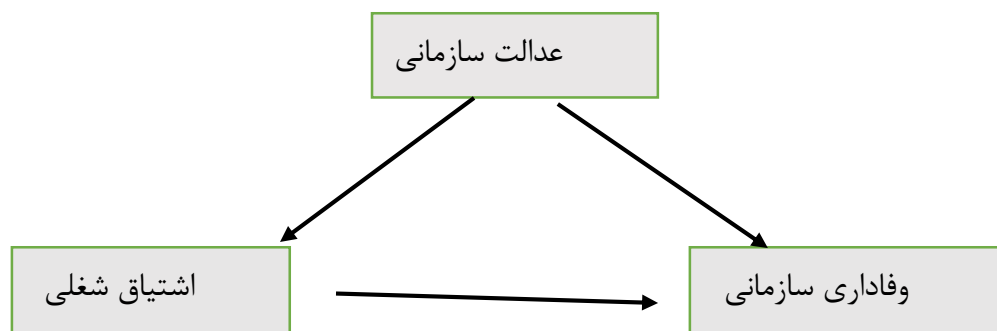 عدالت سازمانی
وفاداری سازمانی
اشتیاق شغلی